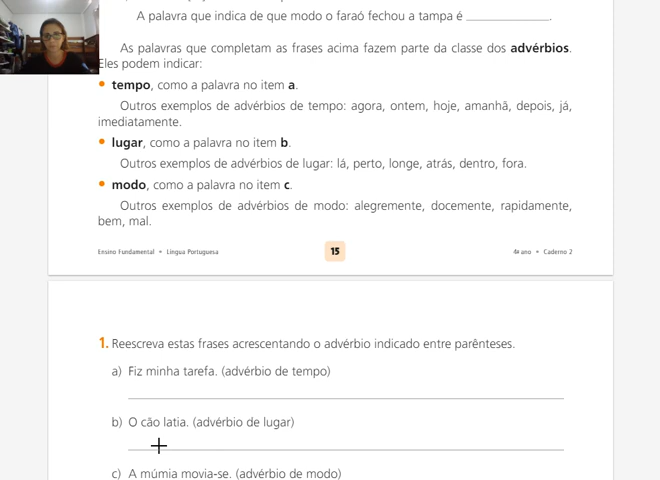 A palavra que indica de que modo o faraó fechou a tampa é ______________.
As palavras que completam as frases acima fazem parte da classe dos advérbios.
Eles podem indicar:
• tempo, como a palavra no item a.
Outros exemplos de advérbios de tempo: agora, ontem, hoje, amanhã, depois, já,
imediatamente.
• lugar, como a palavra no item b.
Outros exemplos de advérbios de lugar: lá, perto, longe, atrás, dentro, fora.
• modo, como a palavra no item c.
Outros exemplos de advérbios de modo: alegremente, docemente, rapidamente,
bem, mal.
Ensino Fundamental • Língua Portuguesa 15 4º ano • Caderno 2
1. Reescreva estas frases acrescentando o advérbio indicado entre parênteses.
a) Fiz minha tarefa. (advérbio de tempo)
b) O cão latia. (advérbio de lugar)
c) A múmia movia-se. (advérbio de modo)